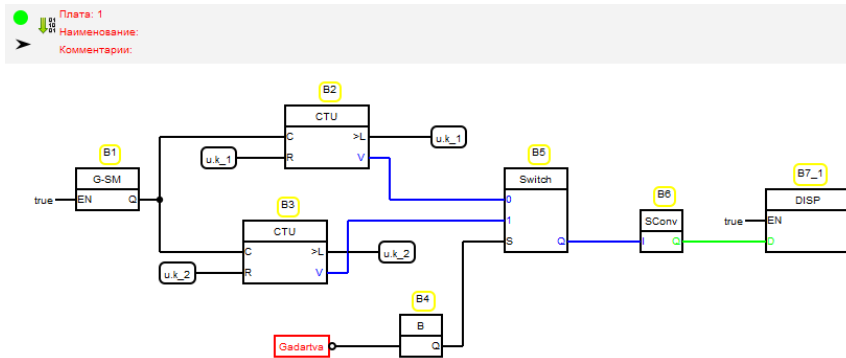 Плата: 1
Наименование:
Комментарии:
B2
CTU
C >L
R V
u.k_1
u.k_1
B1
G-SM
true EN Q
B3
CTU
C >L
R V
u.k_2
u.k_2
B5
Switch
0
1
S Q
B6
SConv
I Q
B7_1
DISP
true EN
D
B4
B
Q
Gadartva